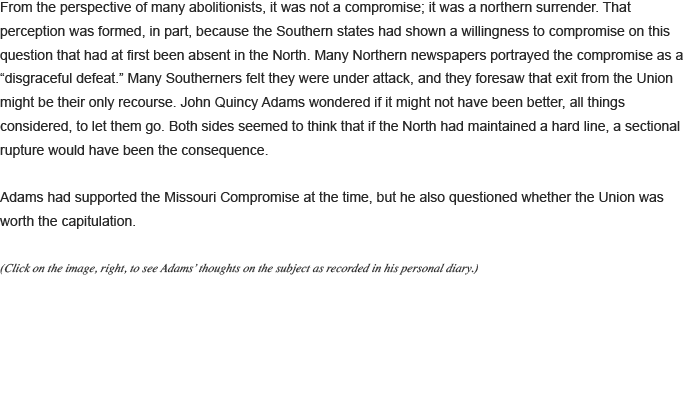 From the perspective of many abolitionists, it was not a compromise; it was a northern surrender. That
perception was formed, in part, because the Southern states had shown a willingness to compromise on this
question that had at first been absent in the North. Many Northern newspapers portrayed the compromise as a
“disgraceful defeat.” Many Southerners felt they were under attack, and they foresaw that exit from the Union
might be their only recourse. John Quincy Adams wondered if it might not have been better, all things
considered, to let them go. Both sides seemed to think that if the North had maintained a hard line, a sectional
rupture would have been the consequence.
Adams had supported the Missouri Compromise at the time, but he also questioned whether the Union was
worth the capitulation.
(Click on the image, right, to see Adams’ thoughts on the subject as recorded in his personal diary.)